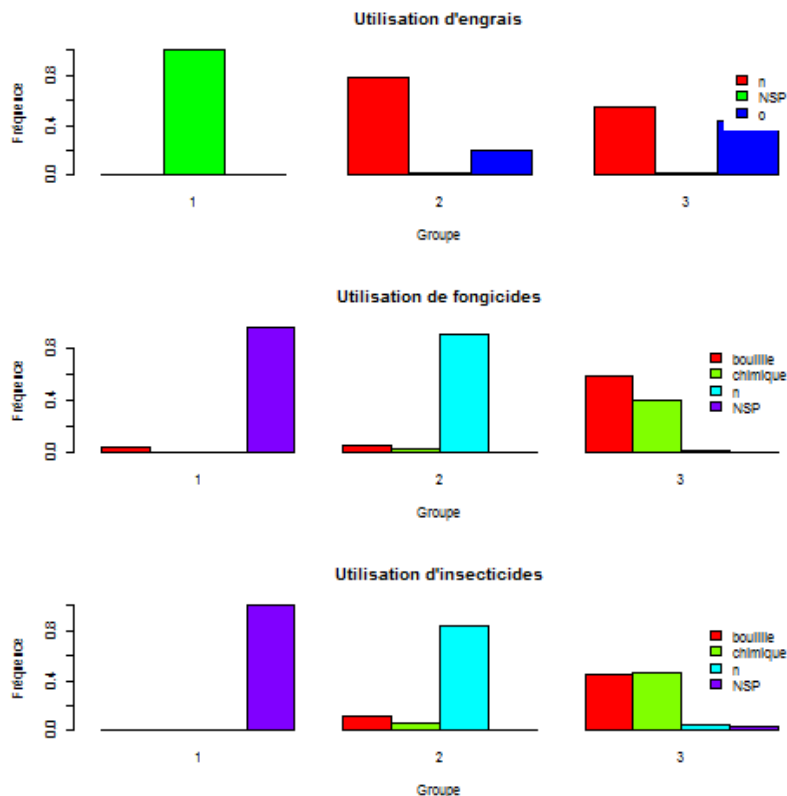 Utilisation d'engrais
Fréquence
0.8
0.4
0.0
n
NSP
o
1
2
3
Groupe
Utilisation de fongicides
Fréquence
0.8
0.4
0.0
bouillie
chimique
n
NSP
1
2
3
Groupe
Utilisation d'insecticides
Fréquence
0.8
0.4
0.0
bouillie
chimique
n
NSP
1
2
3
Groupe